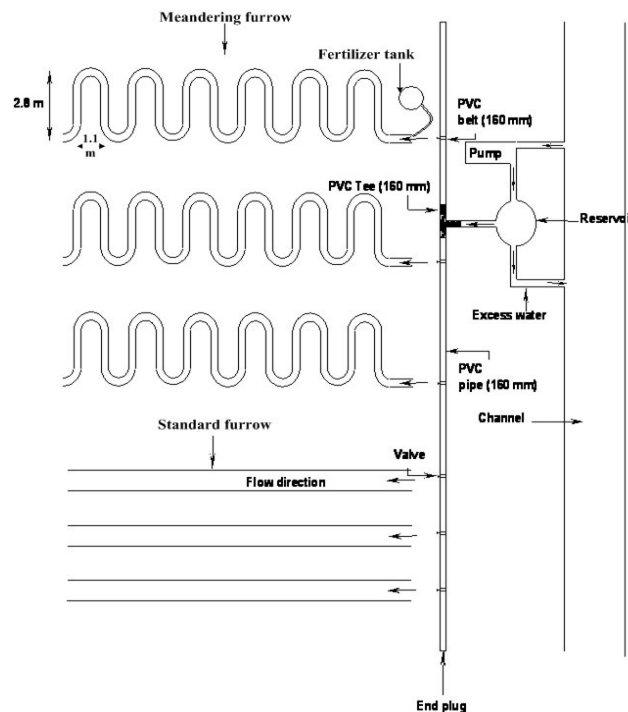 Meandering furrow
Fertilizer tank
2.8 m
1.1
m
PVC
belt (160 mm)
Pump
PVC Tee (160 mm)
Reservoi
Excess water
PVC
pipe (160 mm)
Standard furrow
Channel
Valve
Flow direction
End plug